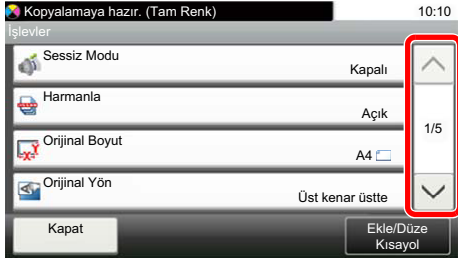 Kopyalamaya hazır. (Tam Renk) 10:10
İşlevler
Sessiz Modu
Kapalı
Harmanla
Açık
1/5
Orijinal Boyut
A4
Orijinal Yön
Üst kenar üstte
Kapat
Ekle/Düze
Kısayol